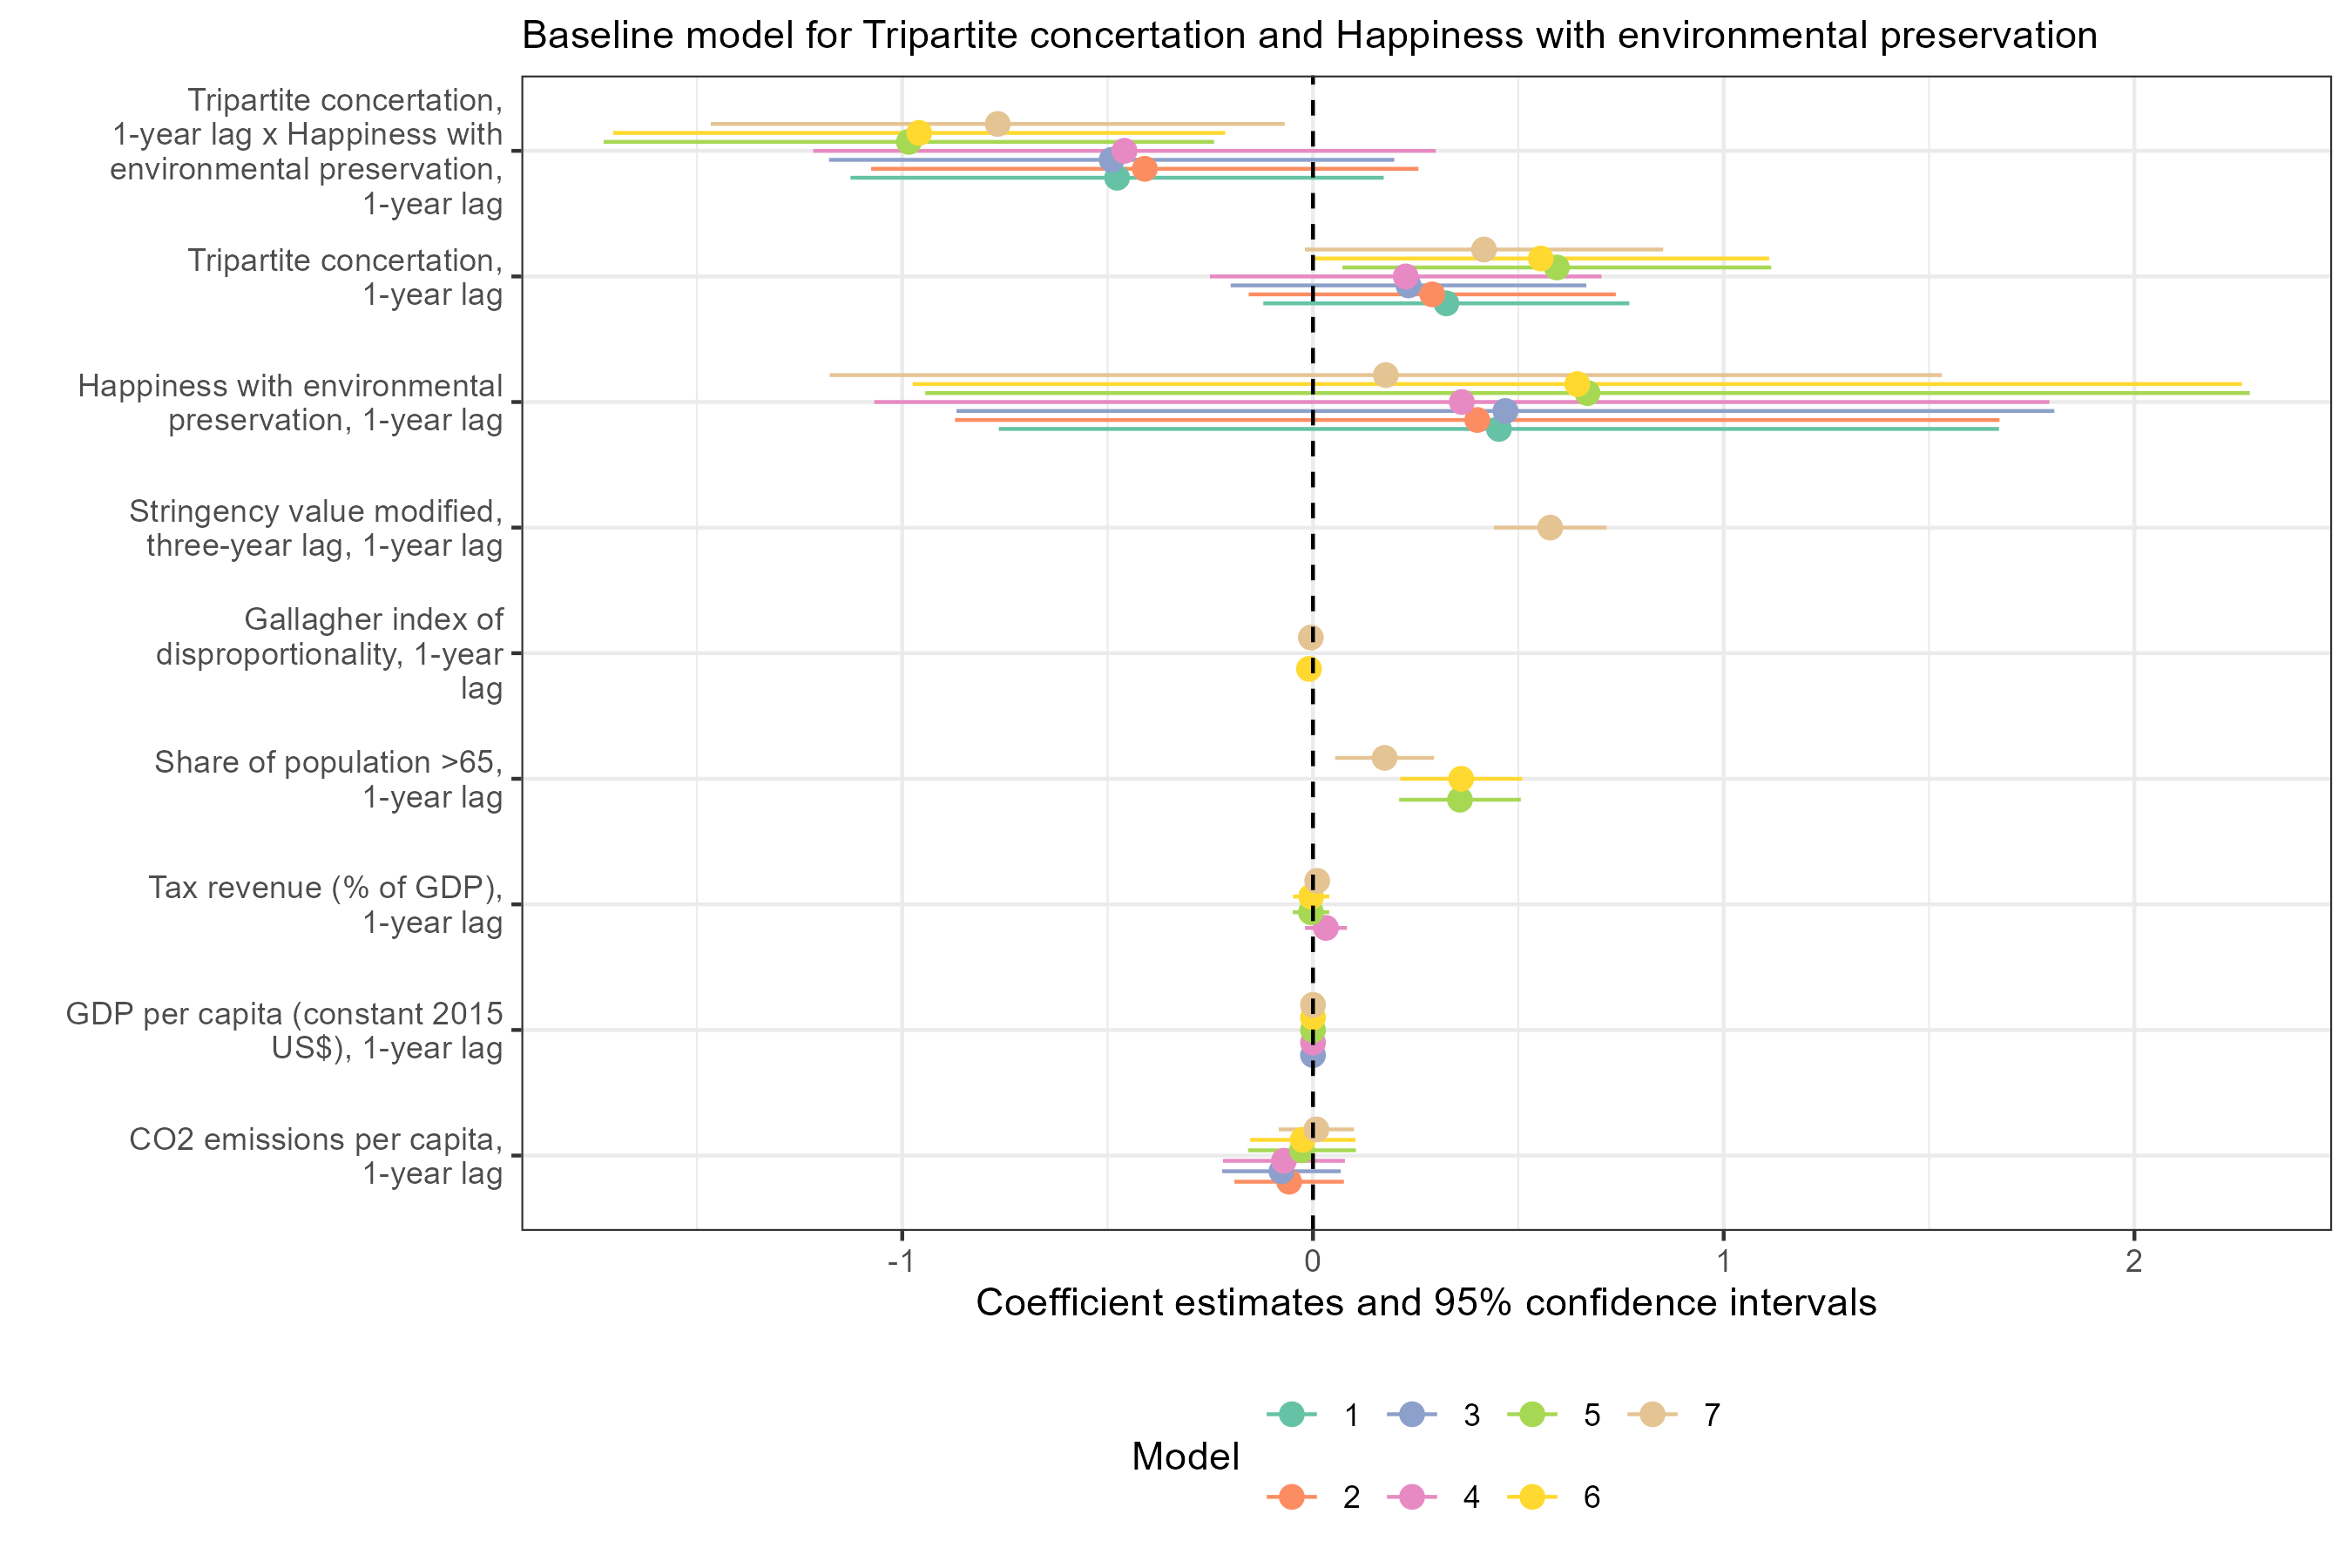 Baseline model for Tripartite concertation and Happiness with environmental preservation
Tripartite concertation,
1-year lag x Happiness with
environmental preservation,
1-year lag
Tripartite concertation,
1-year lag
Happiness with environmental
preservation, 1-year lag
Stringency value modified,
three-year lag, 1-year lag
Gallagher index of
disproportionality, 1-year
lag
Share of population >65,
1-year lag
Tax revenue (% of GDP),
1-year lag
GDP per capita (constant 2015
US$), 1-year lag
CO2 emissions per capita,
1-year lag
-1 0 1 2
Coefficient estimates and 95% confidence intervals
1 3 5 7
Model
2 4 6